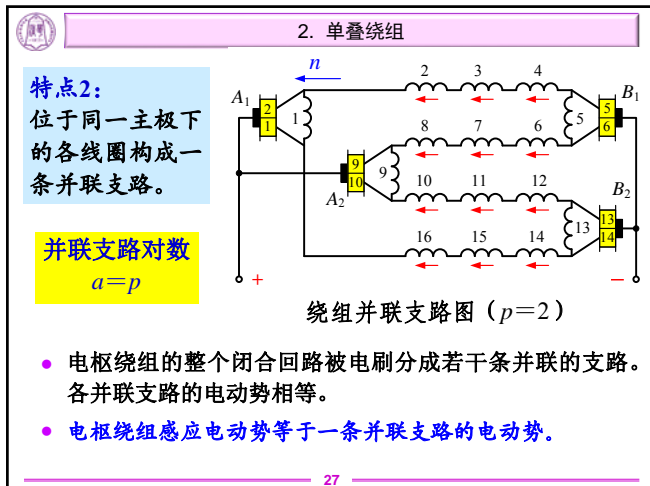 2. 单叠绕组
特点2：
位于同一主极下
的各线圈构成一
条并联支路。
并联支路对数
a＝p
n
A1
2
1
1
2 3 4
5
5
6
B1
8 7 6
9
10
9
A2
10 11 12
13
13
14
B2
16 15 14
+
−
绕组并联支路图（p＝2）
● 电枢绕组的整个闭合回路被电刷分成若干条并联的支路。
各并联支路的电动势相等。
● 电枢绕组感应电动势等于一条并联支路的电动势。
27